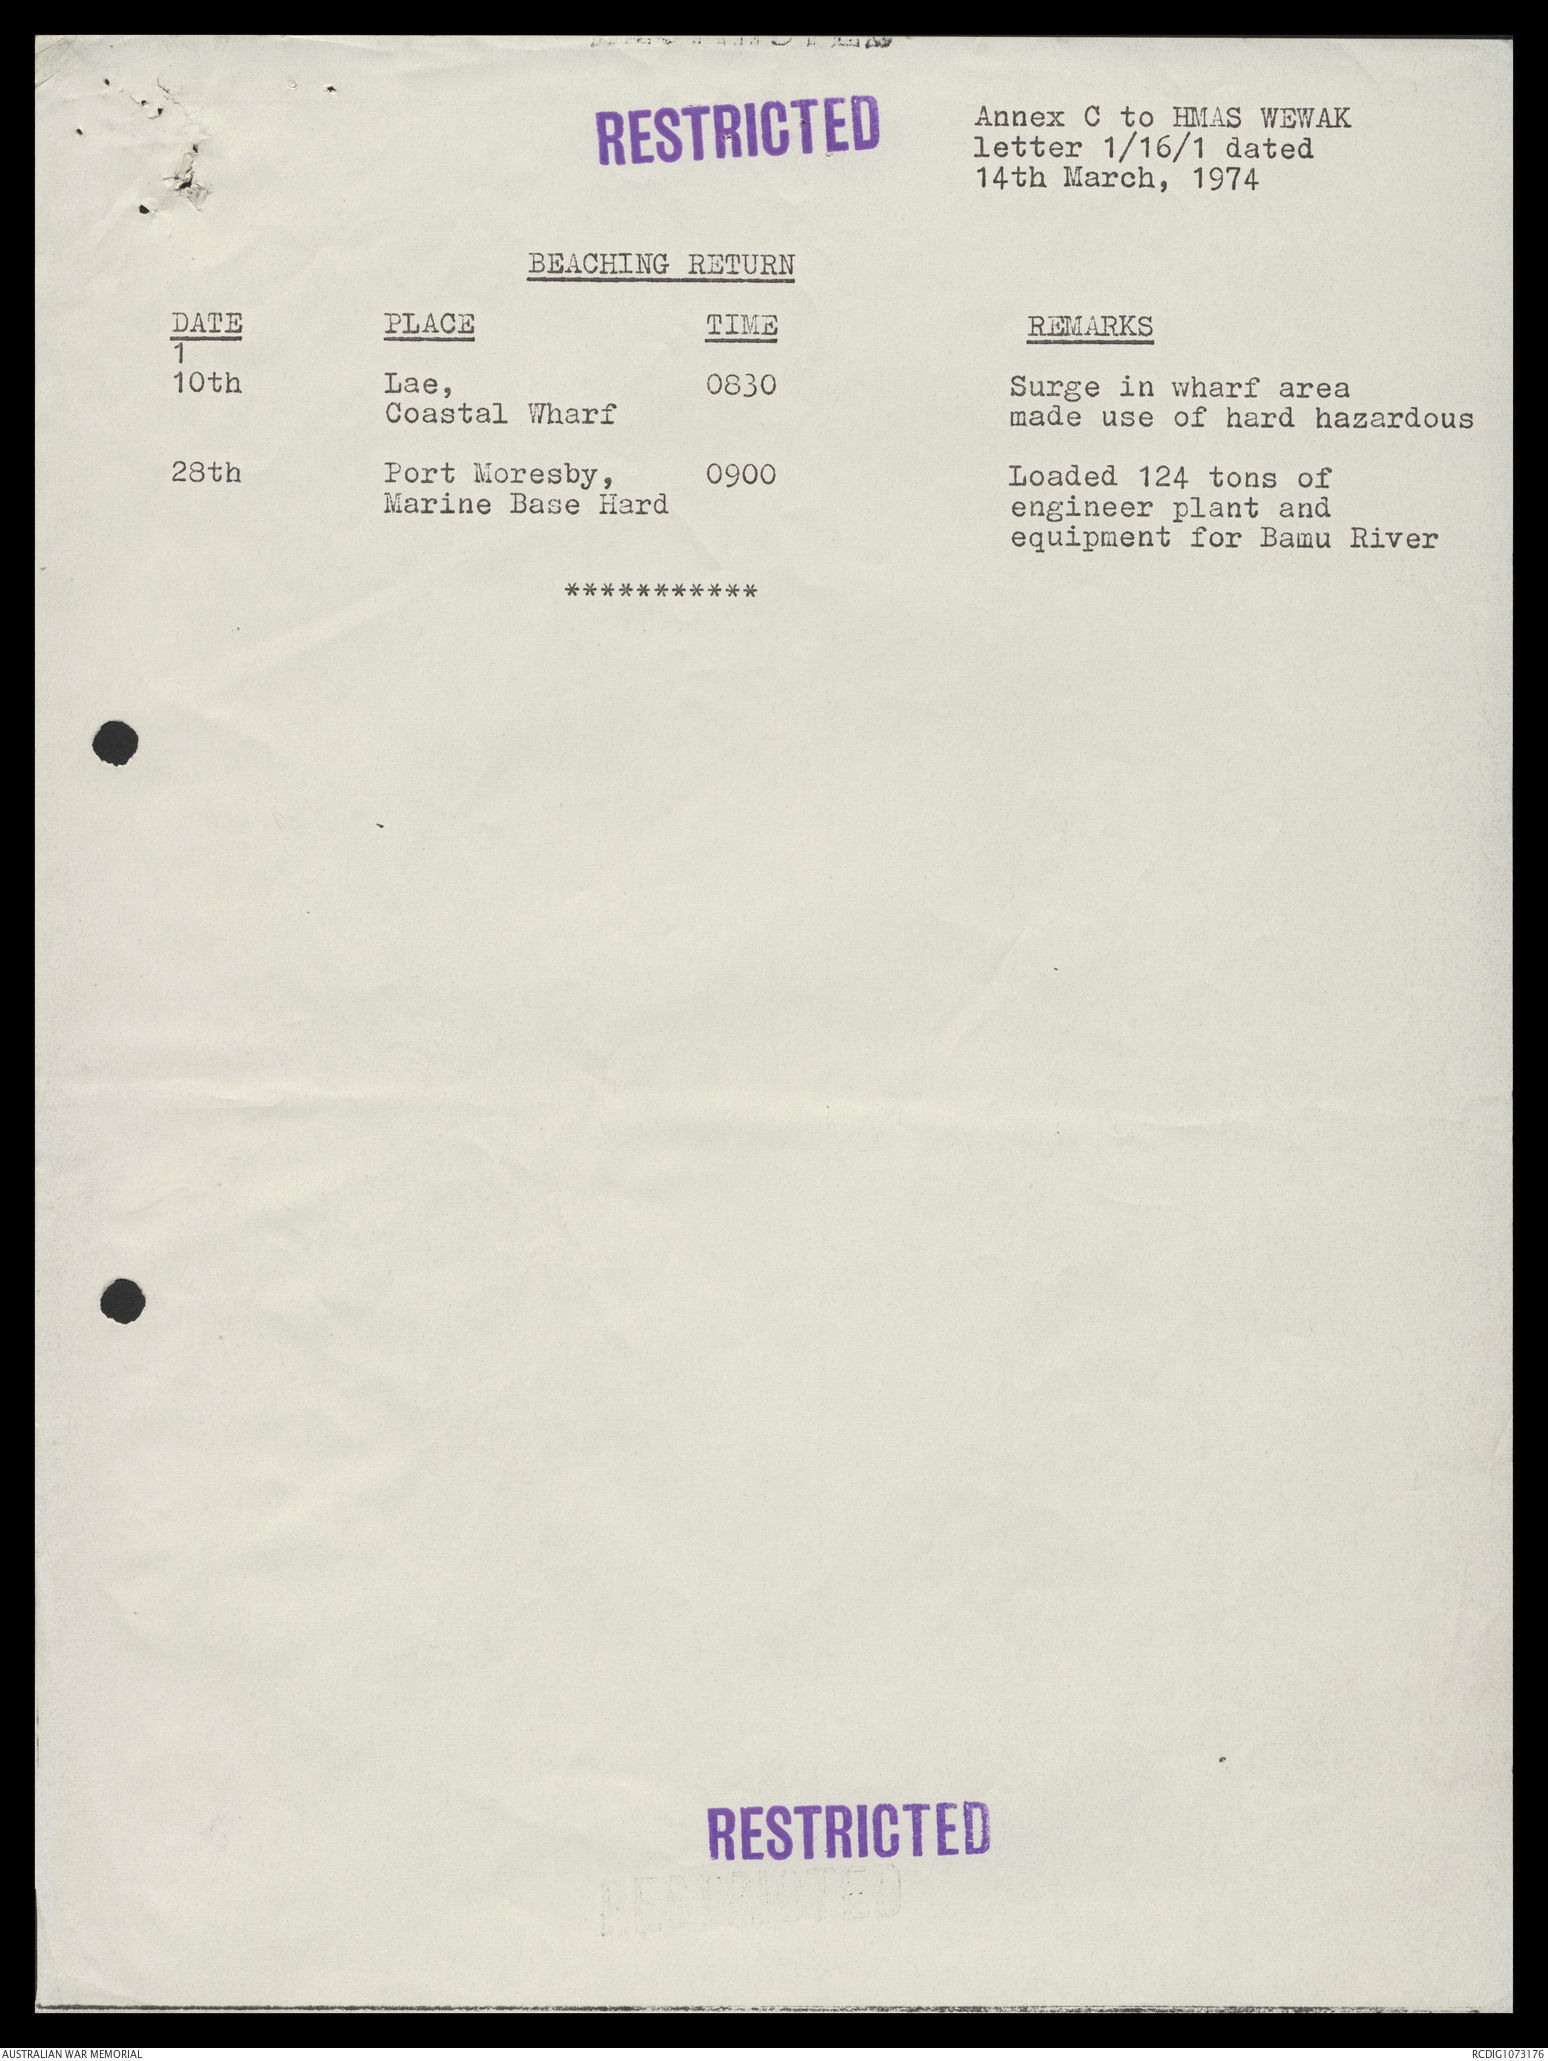 RESTRICTED
Annex C to HMAS WEWAK
letter 1/16/1 dated
14th March, 1974
BEACHING RETURN
DATE PLACE TIME REMARKS
1
10th Lae, 0830 Surge in wharf area
Coastal Wharf made use of hard hazardous
28th Port Moresby, 0900 Loaded 124 tons of
Marine Base Hard engineer plant and
equipment for Bamu River
***********
RESTRICTED
RESTRICTED
AUSTRALIAN WAR MEMORIAL RCDIG1073176